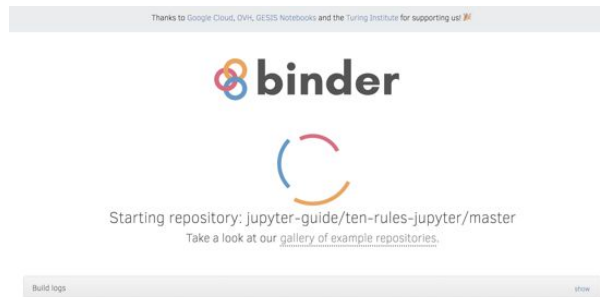 Thanks to Google Cloud, OVH, GESIS Notebooks and the Turing Institute for supporting us! 🎉
binder
Starting repository: jupyter-guide/ten-rules-jupyter/master
Take a look at our gallery of example repositories.
Build logs show